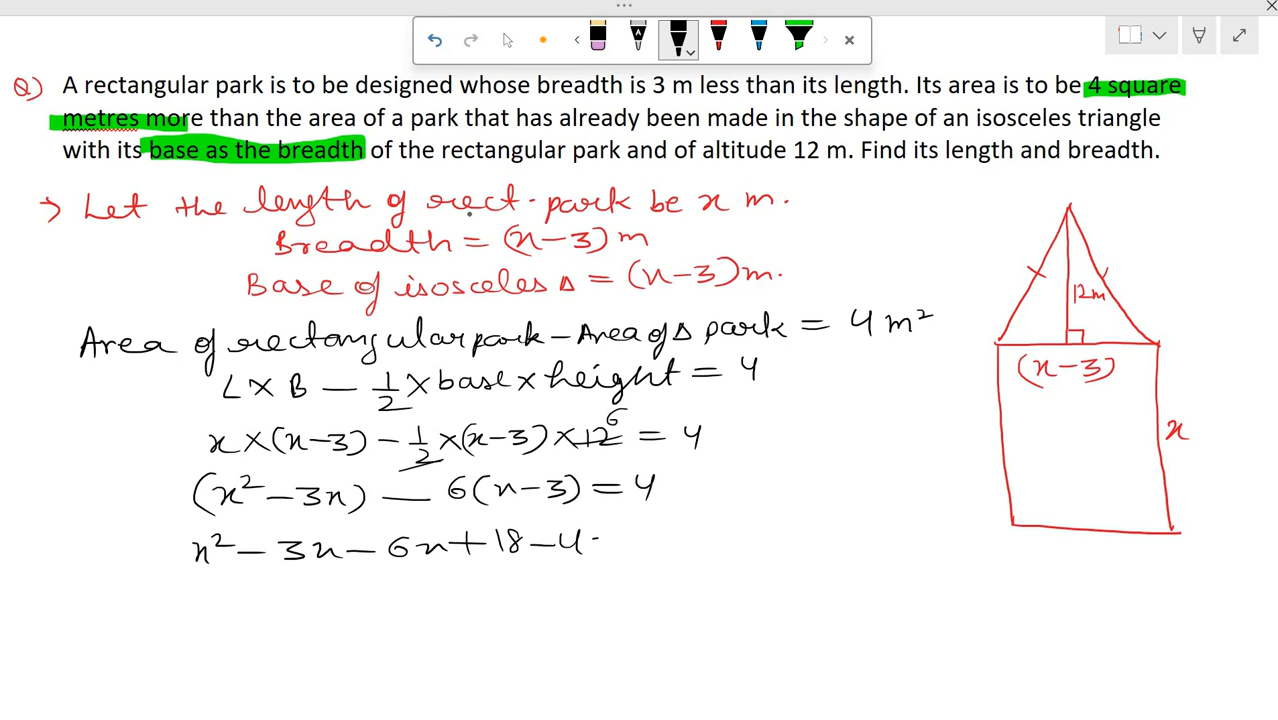 Q) A rectangular park is to be designed whose breadth is 3 m less than its length. Its area is to be 4 square
metres more than the area of a park that has already been made in the shape of an isosceles triangle
with its base as the breadth of the rectangular park and of altitude 12 m. Find its length and breadth.
→ Let the length of rect. park be x m.
Breadth = (x-3)m
Base of isosceles Δ = (x-3)m.
Area of rectangular park - Area of Δ park = 4 m²
L × B - 1/2 × base × height = 4
x × (x-3) - 1/2 × (x-3) × 12 6 = 4
(x² - 3x) - 6(x-3) = 4
x² - 3x - 6x + 18 - 4
12m
(x-3)
x